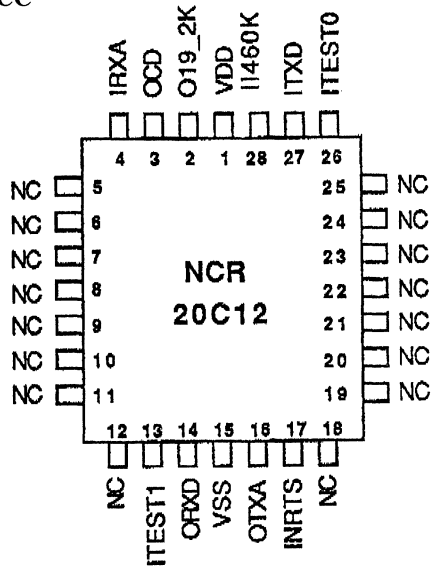 CC
IRXA OCD O19_2K VDD II460K ITXD ITEST0
4 3 2 1 28 27 26
NC 5 25 NC
NC 6 24 NC
NC 7 23 NC
NC 8 22 NC
NC 9 21 NC
NC 10 20 NC
NC 11 19 NC
NCR
20C12
12 13 14 15 16 17 18
NC ITEST1 ORXD VSS OTXA INRTS NC